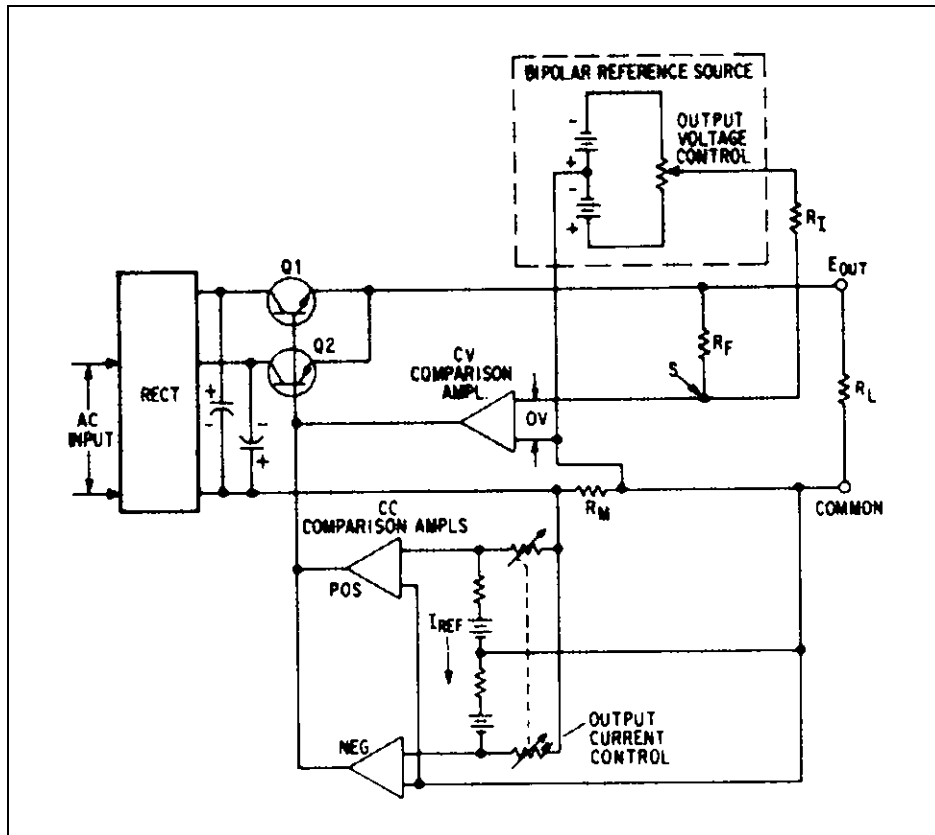 BIPOLAR REFERENCE SOURCE
-
+
-
+
OUTPUT
VOLTAGE
CONTROL
R_I
Q1
E_OUT
Q2
R_F
CV
COMPARISON
AMPL.
S
R_L
RECT
0V
AC
INPUT
+
-
-
+
R_M
COMMON
CC
COMPARISON AMPLS
POS
I_REF
NEG
OUTPUT
CURRENT
CONTROL